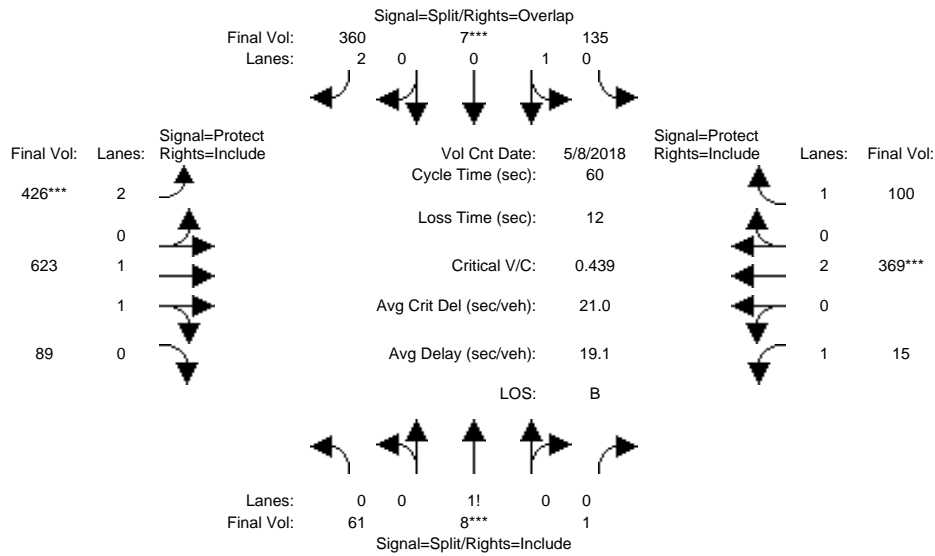 Signal=Split/Rights=Overlap
Final Vol: 360 7*** 135
Lanes: 2 0 0 1 0
Signal=Protect
Final Vol: Lanes: Rights=Include
Vol Cnt Date: 5/8/2018
Signal=Protect
Rights=Include Lanes: Final Vol:
Cycle Time (sec): 60
426*** 2
1 100
Loss Time (sec): 12
0
0
623 1
Critical V/C: 0.439
2 369***
1
Avg Crit Del (sec/veh): 21.0
0
89 0
Avg Delay (sec/veh): 19.1
1 15
LOS: B
Lanes: 0 0 1! 0 0
Final Vol: 61 8*** 1
Signal=Split/Rights=Include